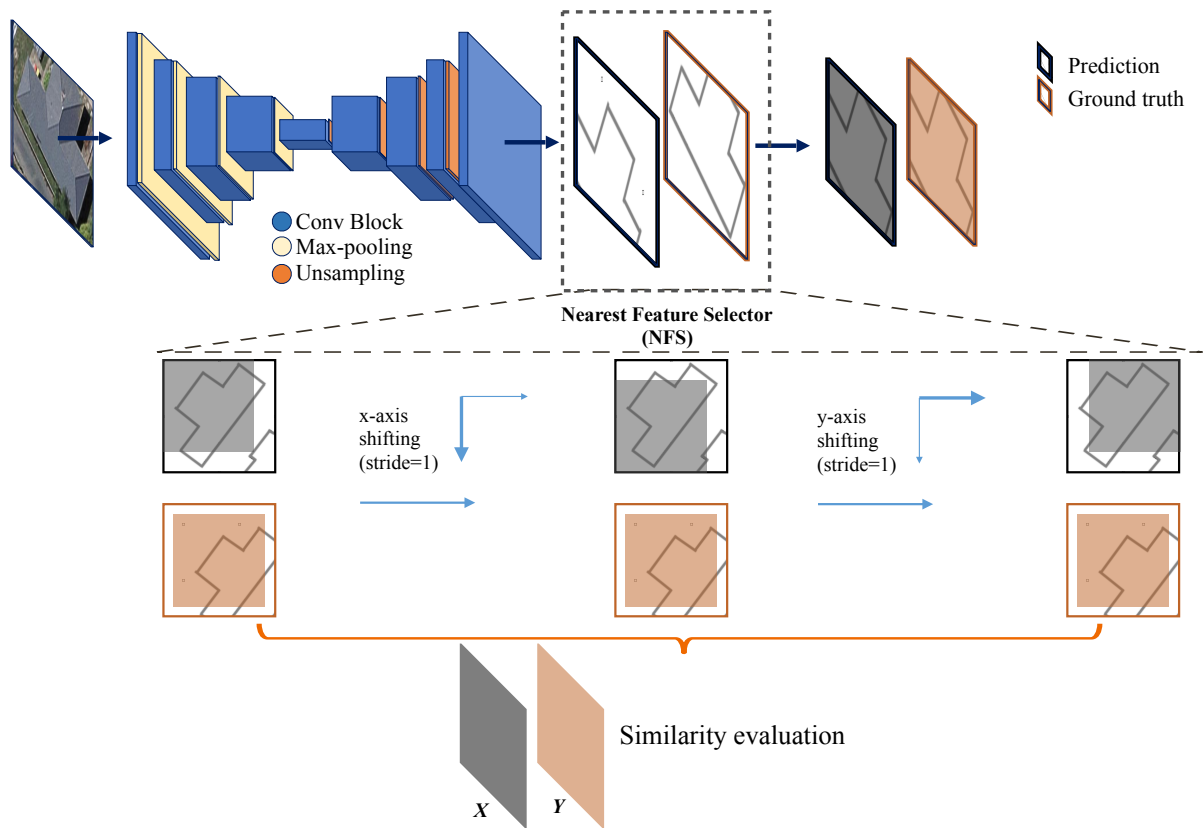 Prediction
Ground truth
Conv Block
Max-pooling
Unsampling
Nearest Feature Selector
(NFS)
x-axis
shifting
(stride=1)
y-axis
shifting
(stride=1)
Similarity evaluation
X
Y